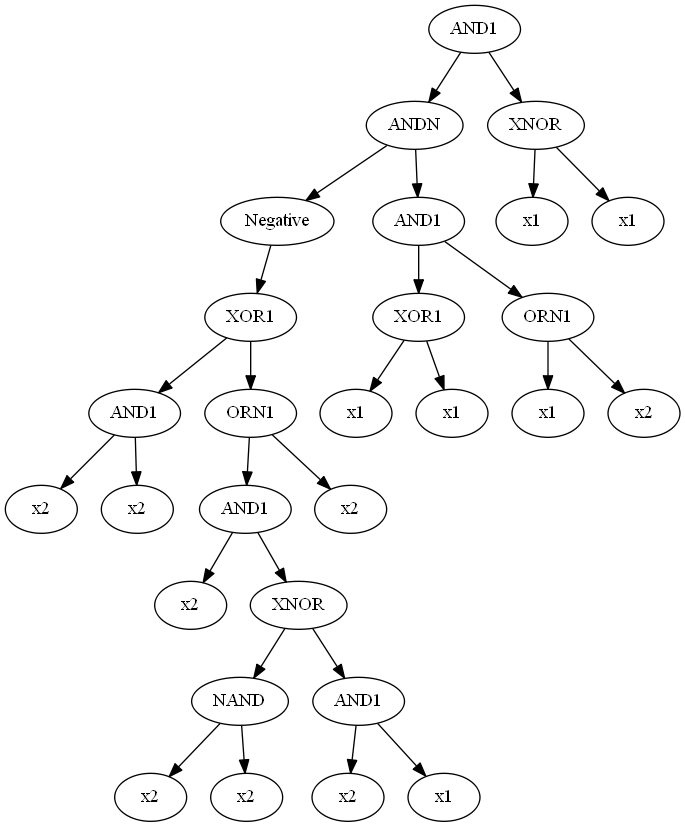 AND1
ANDN XNOR
Negative AND1 x1 x1
XOR1 XOR1 ORN1
AND1 ORN1 x1 x1 x1 x2
x2 x2 AND1 x2
x2 XNOR
NAND AND1
x2 x2 x2 x1